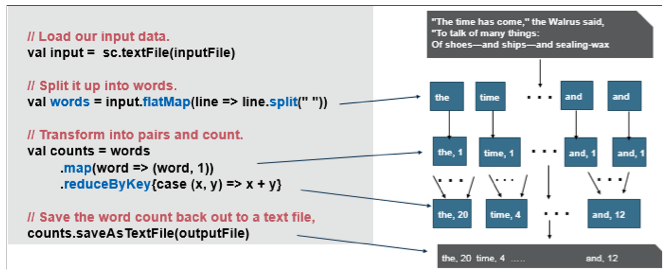 // Load our input data.
val input =  sc.textFile(inputFile)
// Split it up into words.
val words = input.flatMap(line => line.split(" "))
// Transform into pairs and count.
val counts = words
.map(word => (word, 1))
.reduceByKey{case (x, y) => x + y}
// Save the word count back out to a text file,
counts.saveAsTextFile(outputFile)
"The time has come," the Walrus said,
"To talk of many things:
Of shoes—and ships—and sealing-wax
the time . . . and and
the, 1 time, 1 . . . and, 1 and, 1
. . . . . . . . .
the, 20 time, 4 . . . and, 12
the, 20 time, 4 ..... and, 12